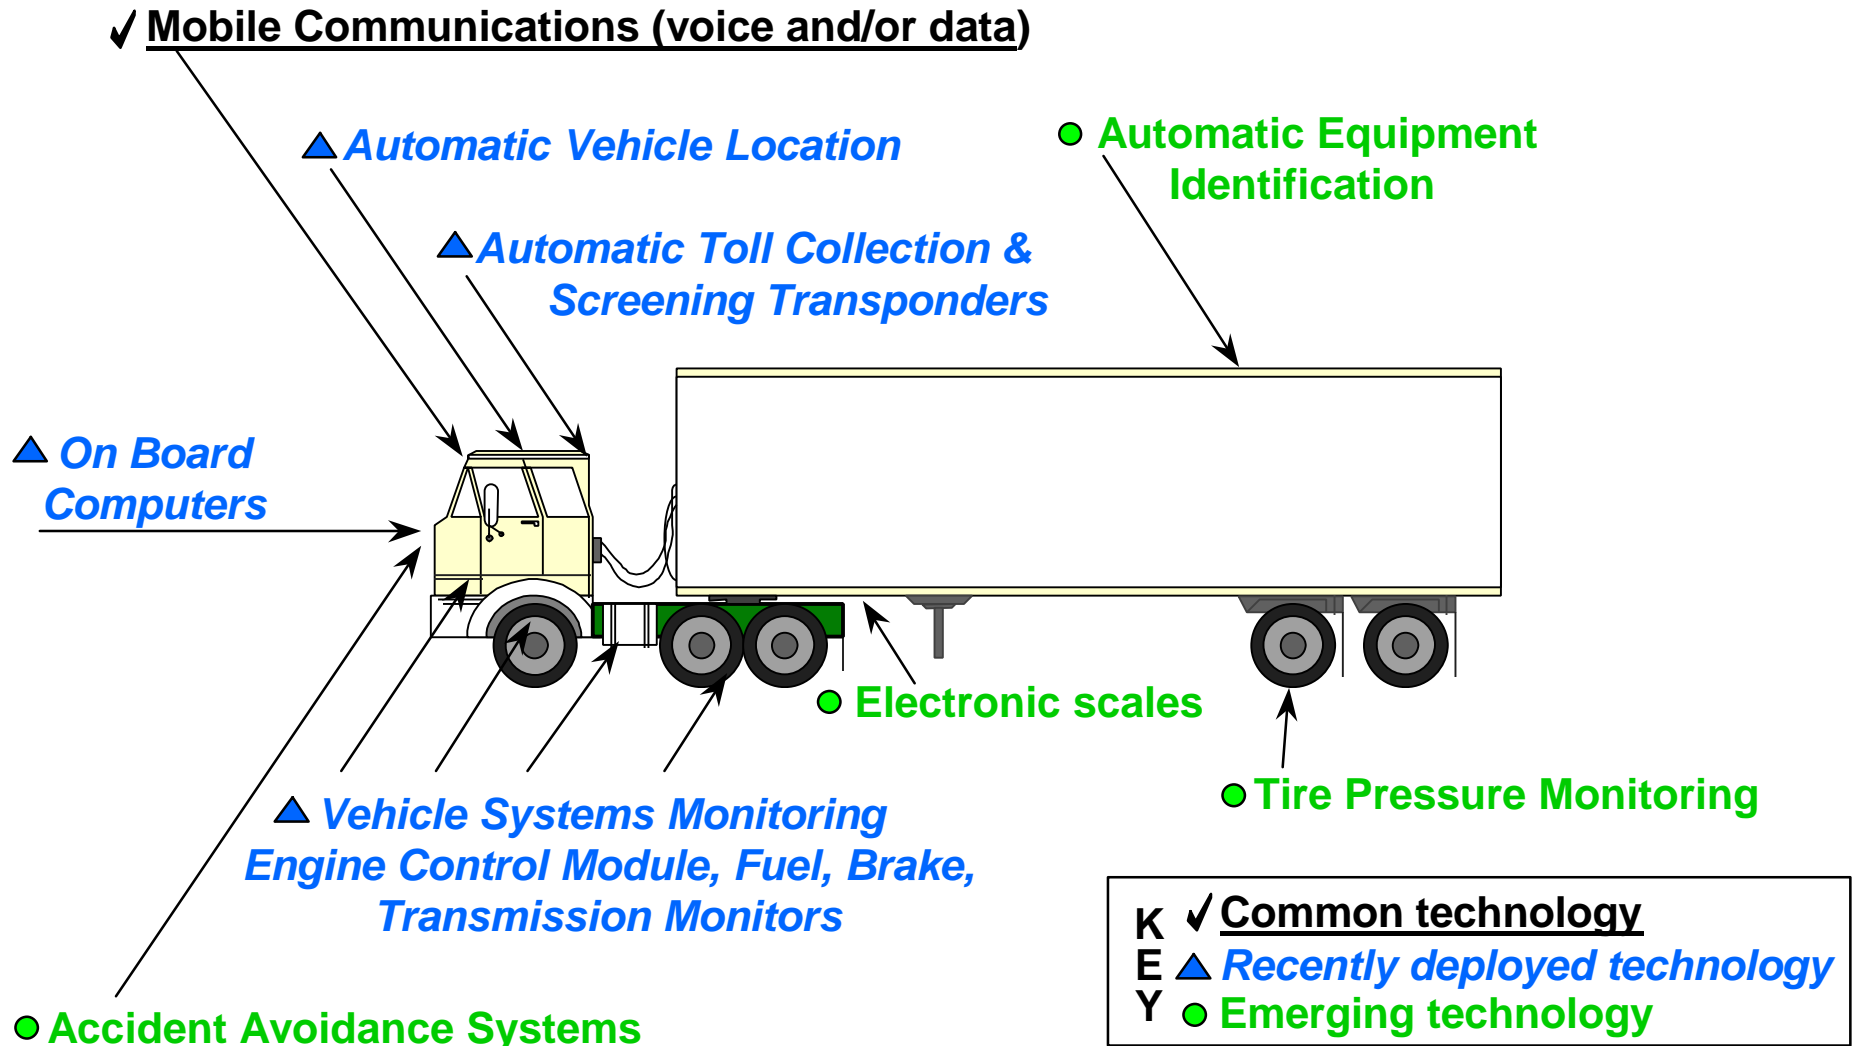 ✓ Mobile Communications (voice and/or data)
Automatic Vehicle Location
Automatic Equipment
Identification
Automatic Toll Collection &
Screening Transponders
On Board
Computers
Electronic scales
Tire Pressure Monitoring
Vehicle Systems Monitoring
Engine Control Module, Fuel, Brake,
Transmission Monitors
Accident Avoidance Systems
KEY
✓ Common technology
Recently deployed technology
Emerging technology